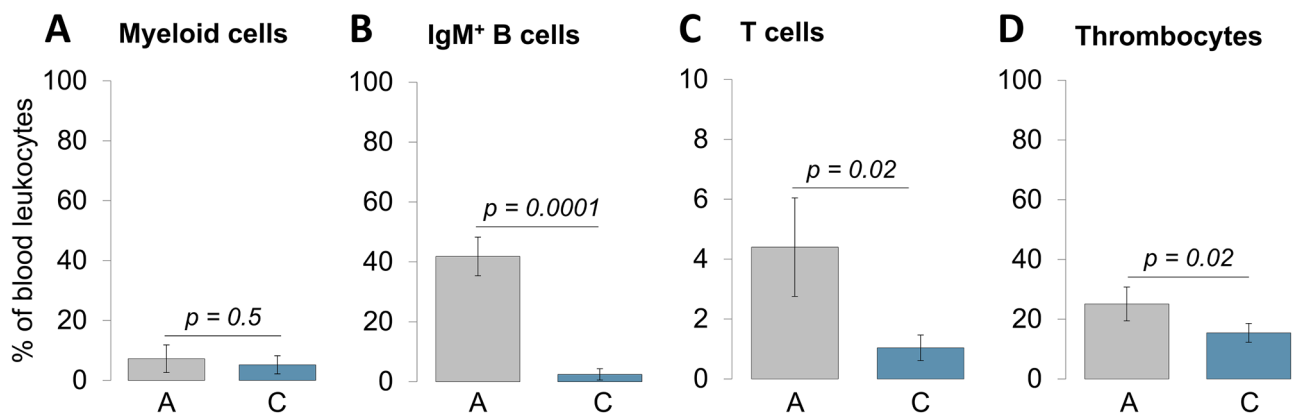 A Myeloid cells
B IgM⁺ B cells
C T cells
D Thrombocytes
% of blood leukocytes
100
80
60
40
20
0
p = 0.5
A C
100
80
60
40
20
0
p = 0.0001
A C
10
8
6
4
2
0
p = 0.02
A C
100
80
60
40
20
0
p = 0.02
A C